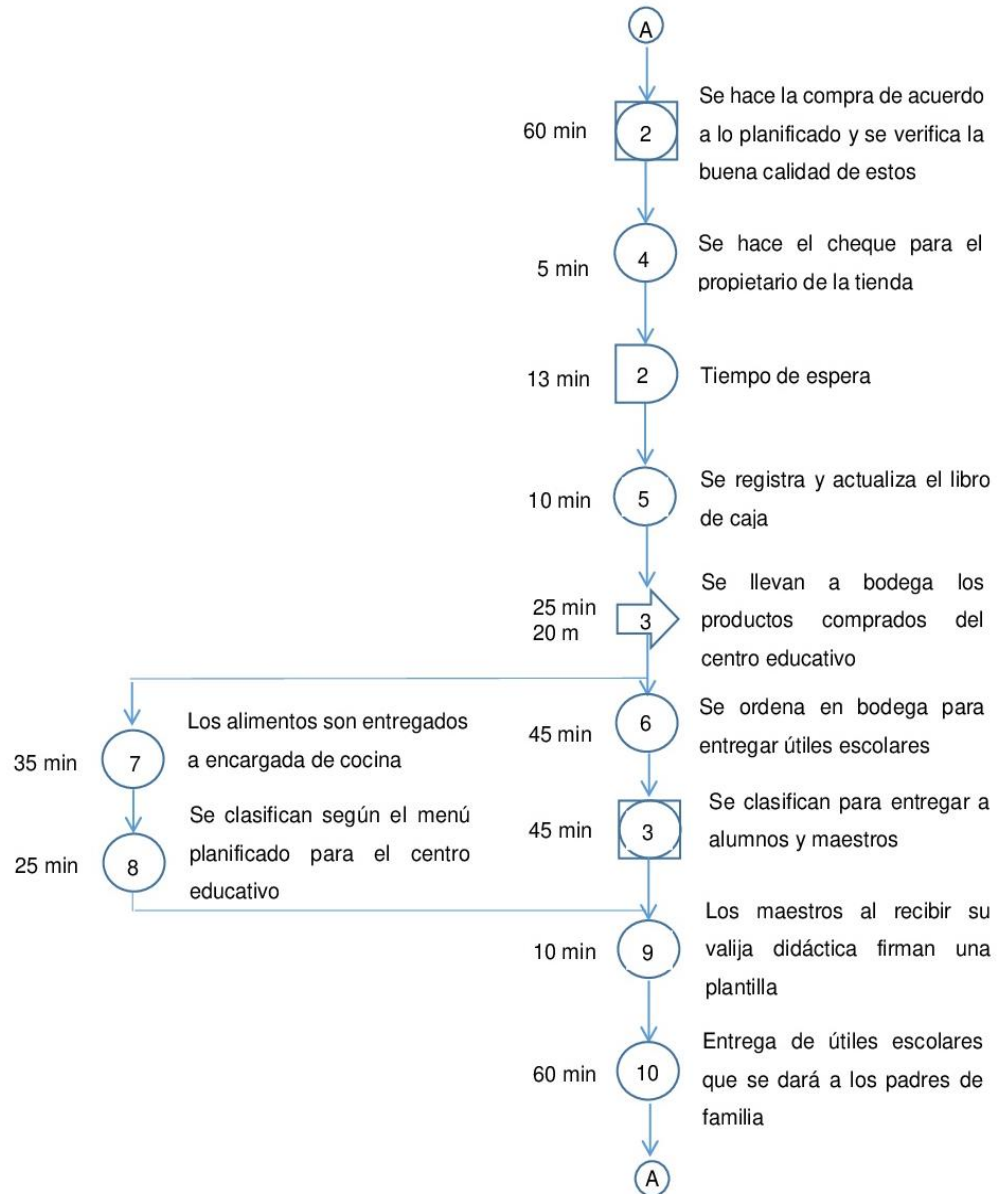 A
60 min
2
Se hace la compra de acuerdo
a lo planificado y se verifica la
buena calidad de estos
5 min
4
Se hace el cheque para el
propietario de la tienda
13 min
2
Tiempo de espera
10 min
5
Se registra y actualiza el libro
de caja
25 min
20 m
3
Se llevan a bodega los
productos comprados del
centro educativo
35 min
7
Los alimentos son entregados
a encargada de cocina
25 min
8
Se clasifican según el menú
planificado para el centro
educativo
45 min
6
Se ordena en bodega para
entregar útiles escolares
45 min
3
Se clasifican para entregar a
alumnos y maestros
10 min
9
Los maestros al recibir su
valija didáctica firman una
plantilla
60 min
10
Entrega de útiles escolares
que se dará a los padres de
familia
A